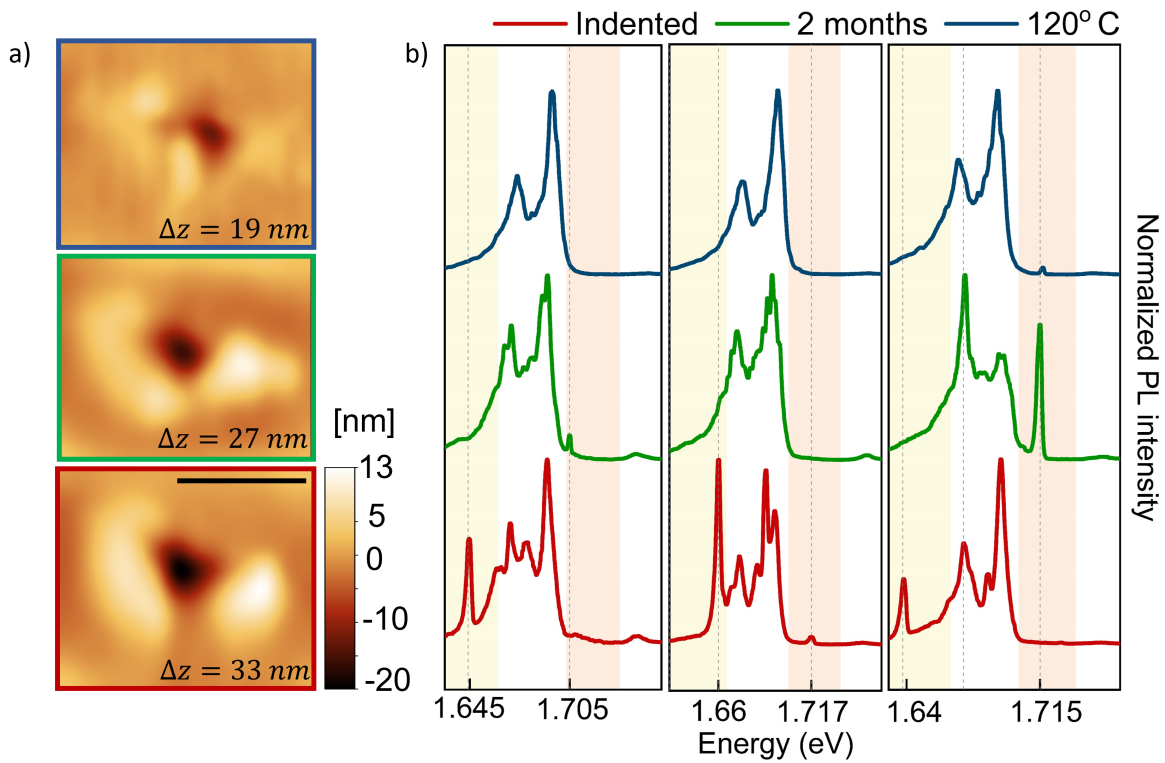 a)
Δz = 19 nm
Δz = 27 nm
Δz = 33 nm
[nm]
13
5
0
-10
-20
b)
Indented 2 months 120° C
1.645 1.705 1.66 1.717 1.64 1.715
Energy (eV)
Normalized PL intensity